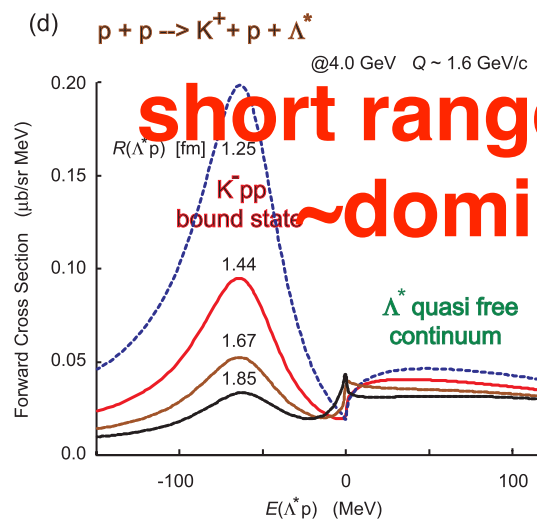 (d)
p + p --> K⁺ + p + Λ*
@4.0 GeV Q ~ 1.6 GeV/c
short range
R(Λ*p) [fm] 1.25
K⁻pp
bound state
~domi
1.44
Λ* quasi free
continuum
1.67
1.85
Forward Cross Section (μb/sr MeV)
0.20
0.15
0.10
0.05
0.0
-100
0
100
E(Λ*p) (MeV)